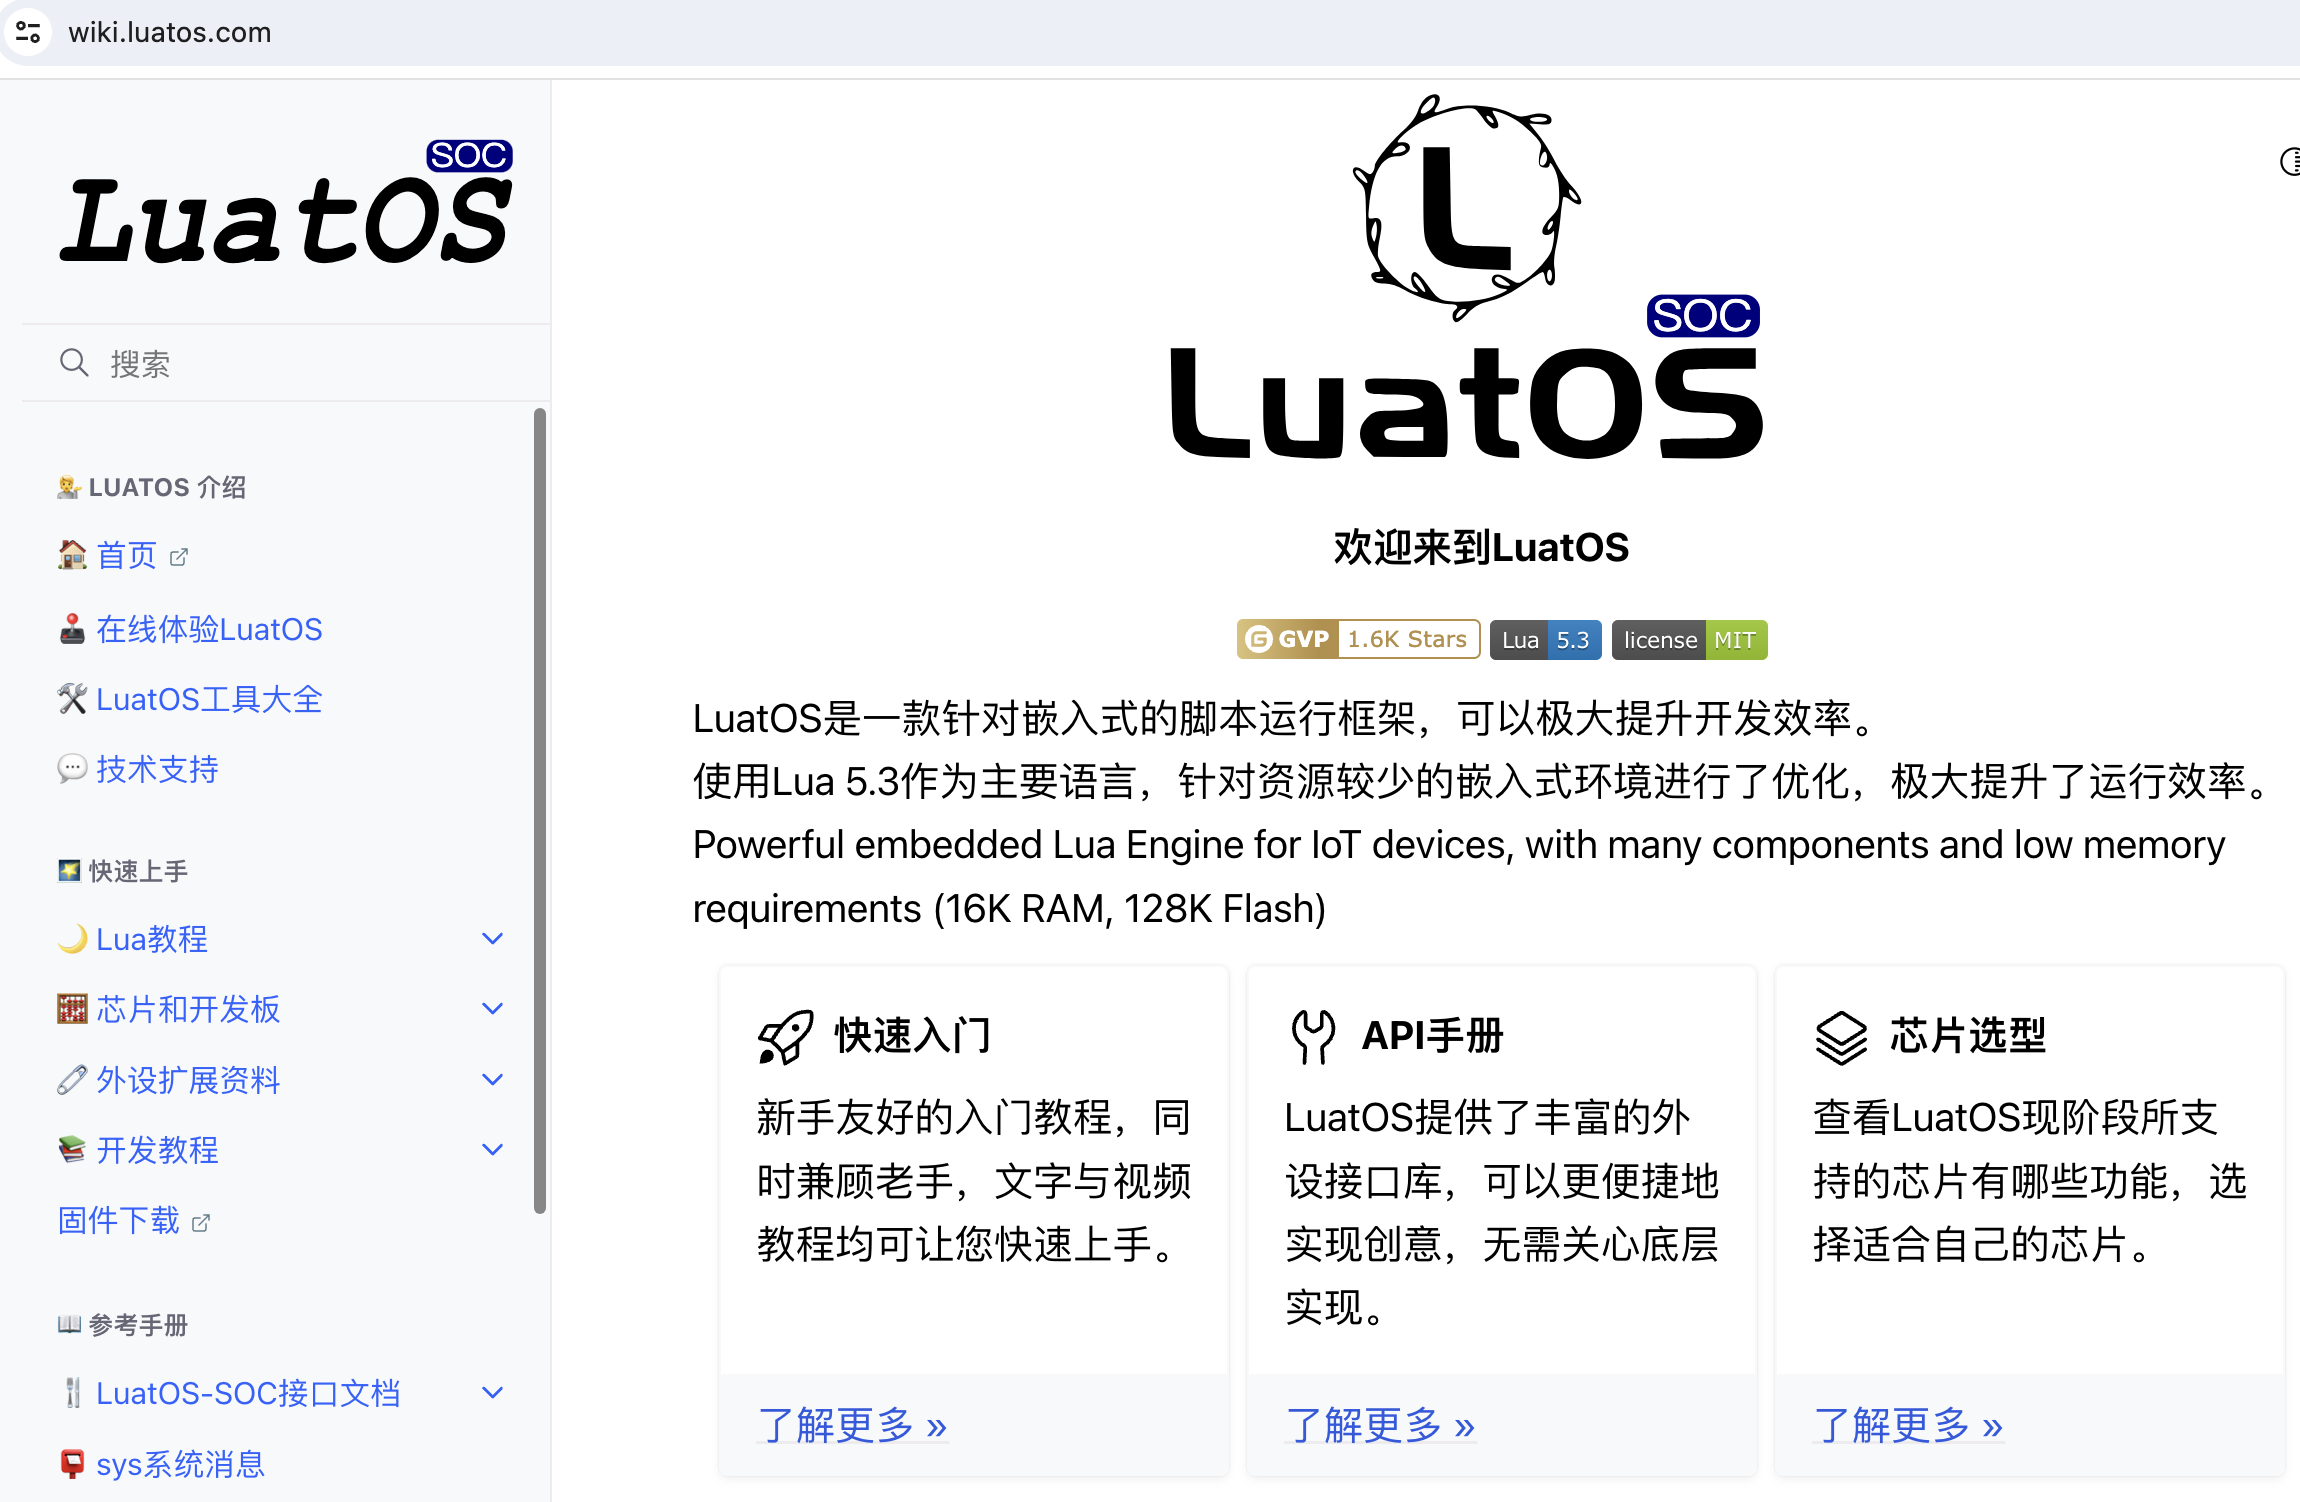 wiki.luatos.com
SOC
LuatOS
搜索
LUATOS 介绍
首页
在线体验LuatOS
LuatOS工具大全
技术支持
快速上手
Lua教程
芯片和开发板
外设扩展资料
开发教程
固件下载
参考手册
LuatOS-SOC接口文档
sys系统消息
L
SOC
LuatOS
欢迎来到LuatOS
G GVP 1.6K Stars Lua 5.3 license MIT
LuatOS是一款针对嵌入式的脚本运行框架，可以极大提升开发效率。
使用Lua 5.3作为主要语言，针对资源较少的嵌入式环境进行了优化，极大提升了运行效率。
Powerful embedded Lua Engine for IoT devices, with many components and low memory
requirements (16K RAM, 128K Flash)
快速入门
新手友好的入门教程，同
时兼顾老手，文字与视频
教程均可让您快速上手。
了解更多 »
API手册
LuatOS提供了丰富的外
设接口库，可以更便捷地
实现创意，无需关心底层
实现。
了解更多 »
芯片选型
查看LuatOS现阶段所支
持的芯片有哪些功能，选
择适合自己的芯片。
了解更多 »